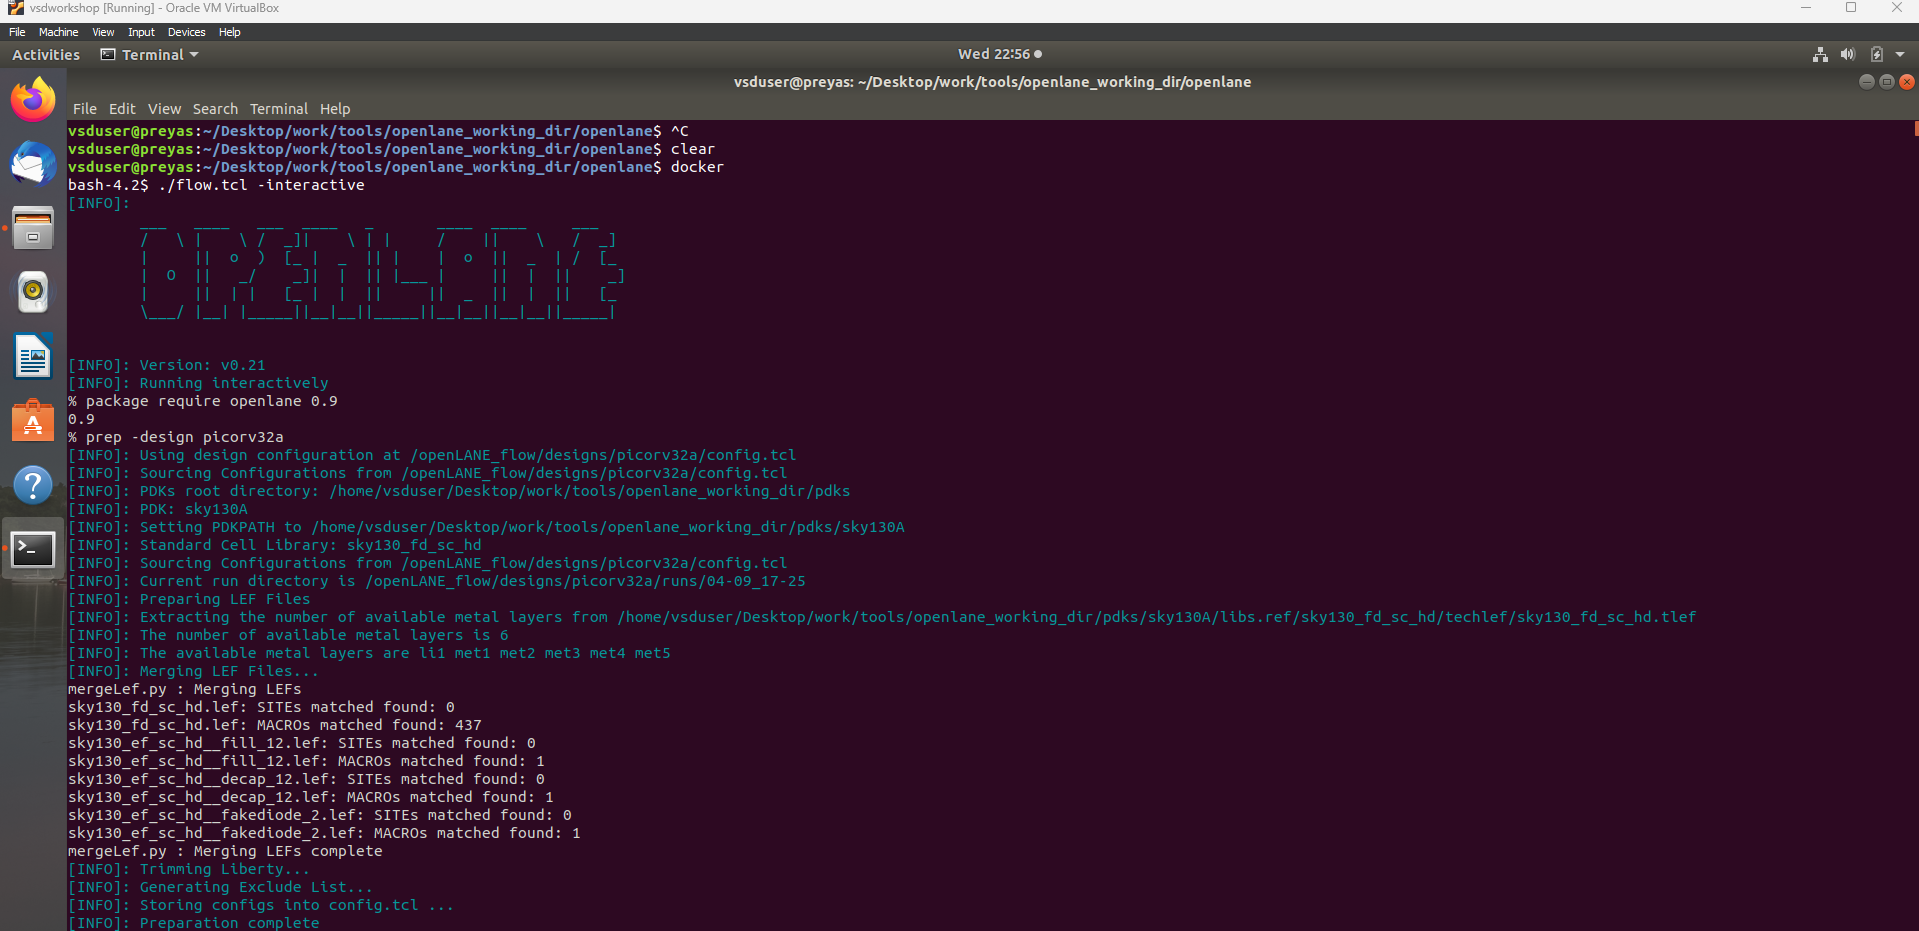 vsdworkshop [Running] - Oracle VM VirtualBox
File Machine View Input Devices Help
Activities Terminal Wed 22:56
vsduser@preyas: ~/Desktop/work/tools/openlane_working_dir/openlane
File Edit View Search Terminal Help
vsduser@preyas:~/Desktop/work/tools/openlane_working_dir/openlane$ ^C
vsduser@preyas:~/Desktop/work/tools/openlane_working_dir/openlane$ clear
vsduser@preyas:~/Desktop/work/tools/openlane_working_dir/openlane$ docker
bash-4.2$ ./flow.tcl -interactive
[INFO]:
OPENLANE
[INFO]: Version: v0.21
[INFO]: Running interactively
% package require openlane 0.9
0.9
% prep -design picorv32a
[INFO]: Using design configuration at /openLANE_flow/designs/picorv32a/config.tcl
[INFO]: Sourcing Configurations from /openLANE_flow/designs/picorv32a/config.tcl
[INFO]: PDKs root directory: /home/vsduser/Desktop/work/tools/openlane_working_dir/pdks
[INFO]: PDK: sky130A
[INFO]: Setting PDKPATH to /home/vsduser/Desktop/work/tools/openlane_working_dir/pdks/sky130A
[INFO]: Standard Cell Library: sky130_fd_sc_hd
[INFO]: Sourcing Configurations from /openLANE_flow/designs/picorv32a/config.tcl
[INFO]: Current run directory is /openLANE_flow/designs/picorv32a/runs/04-09_17-25
[INFO]: Preparing LEF Files
[INFO]: Extracting the number of available metal layers from /home/vsduser/Desktop/work/tools/openlane_working_dir/pdks/sky130A/libs.ref/sky130_fd_sc_hd/techlef/sky130_fd_sc_hd.tlef
[INFO]: The number of available metal layers is 6
[INFO]: The available metal layers are li1 met1 met2 met3 met4 met5
[INFO]: Merging LEF Files...
mergeLef.py : Merging LEFs
sky130_fd_sc_hd.lef: SITEs matched found: 0
sky130_fd_sc_hd.lef: MACROs matched found: 437
sky130_ef_sc_hd__fill_12.lef: SITEs matched found: 0
sky130_ef_sc_hd__fill_12.lef: MACROs matched found: 1
sky130_ef_sc_hd__decap_12.lef: SITEs matched found: 0
sky130_ef_sc_hd__decap_12.lef: MACROs matched found: 1
sky130_ef_sc_hd__fakediode_2.lef: SITEs matched found: 0
sky130_ef_sc_hd__fakediode_2.lef: MACROs matched found: 1
mergeLef.py : Merging LEFs complete
[INFO]: Trimming Liberty...
[INFO]: Generating Exclude List...
[INFO]: Storing configs into config.tcl ...
[INFO]: Preparation complete